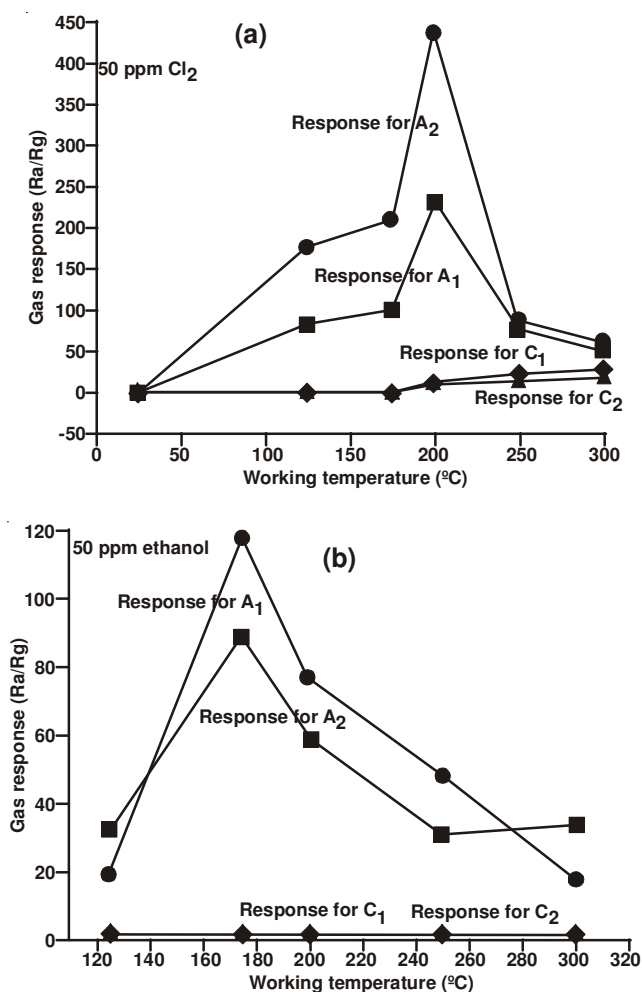 (a)
450
400
350
300
250
200
150
100
50
0
-50
Gas response (Ra/Rg)
50 ppm Cl2
Response for A2
Response for A1
Response for C1
Response for C2
0 50 100 150 200 250 300
Working temperature (ºC)
(b)
120
100
80
60
40
20
0
Gas response (Ra/Rg)
50 ppm ethanol
Response for A1
Response for A2
Response for C1
Response for C2
120 140 160 180 200 220 240 260 280 300 320
Working temperature (ºC)